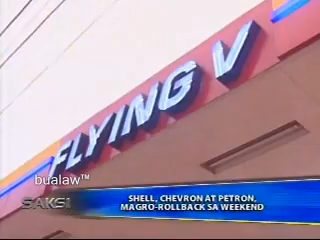 FLYING V
bualaw™
SAKSI
SHELL, CHEVRON AT PETRON,
MAGRO-ROLLBACK SA WEEKEND